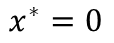 x* = 0